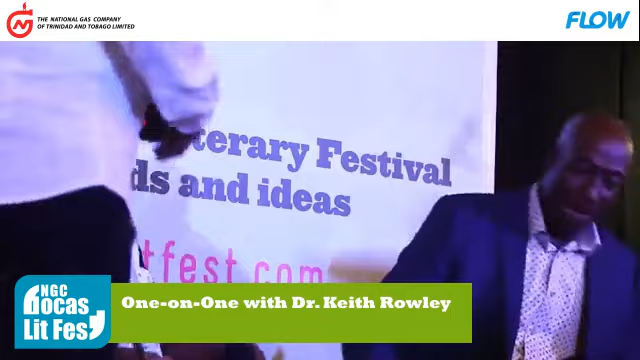 THE NATIONAL GAS COMPANY
OF TRINIDAD AND TOBAGO LIMITED
FLOW
terary Festival
ds and ideas
tfest.com
NGC
Bocas
Lit Fest
One-on-One with Dr. Keith Rowley